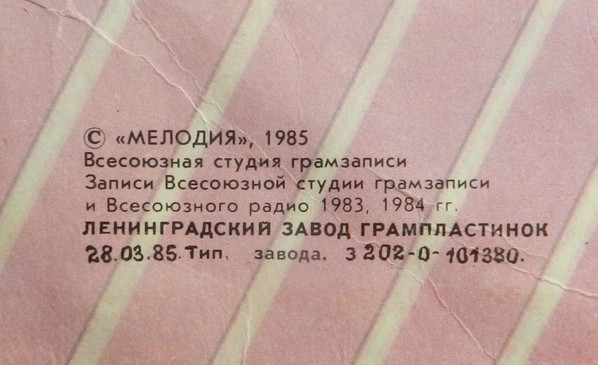 © «МЕЛОДИЯ», 1985
Всесоюзная студия грамзаписи
Записи Всесоюзной студии грамзаписи
и Всесоюзного радио 1983, 1984 гг.
ЛЕНИНГРАДСКИЙ ЗАВОД ГРАМПЛАСТИНОК
28.03.85. Тип. завода. З 202-0-101380.